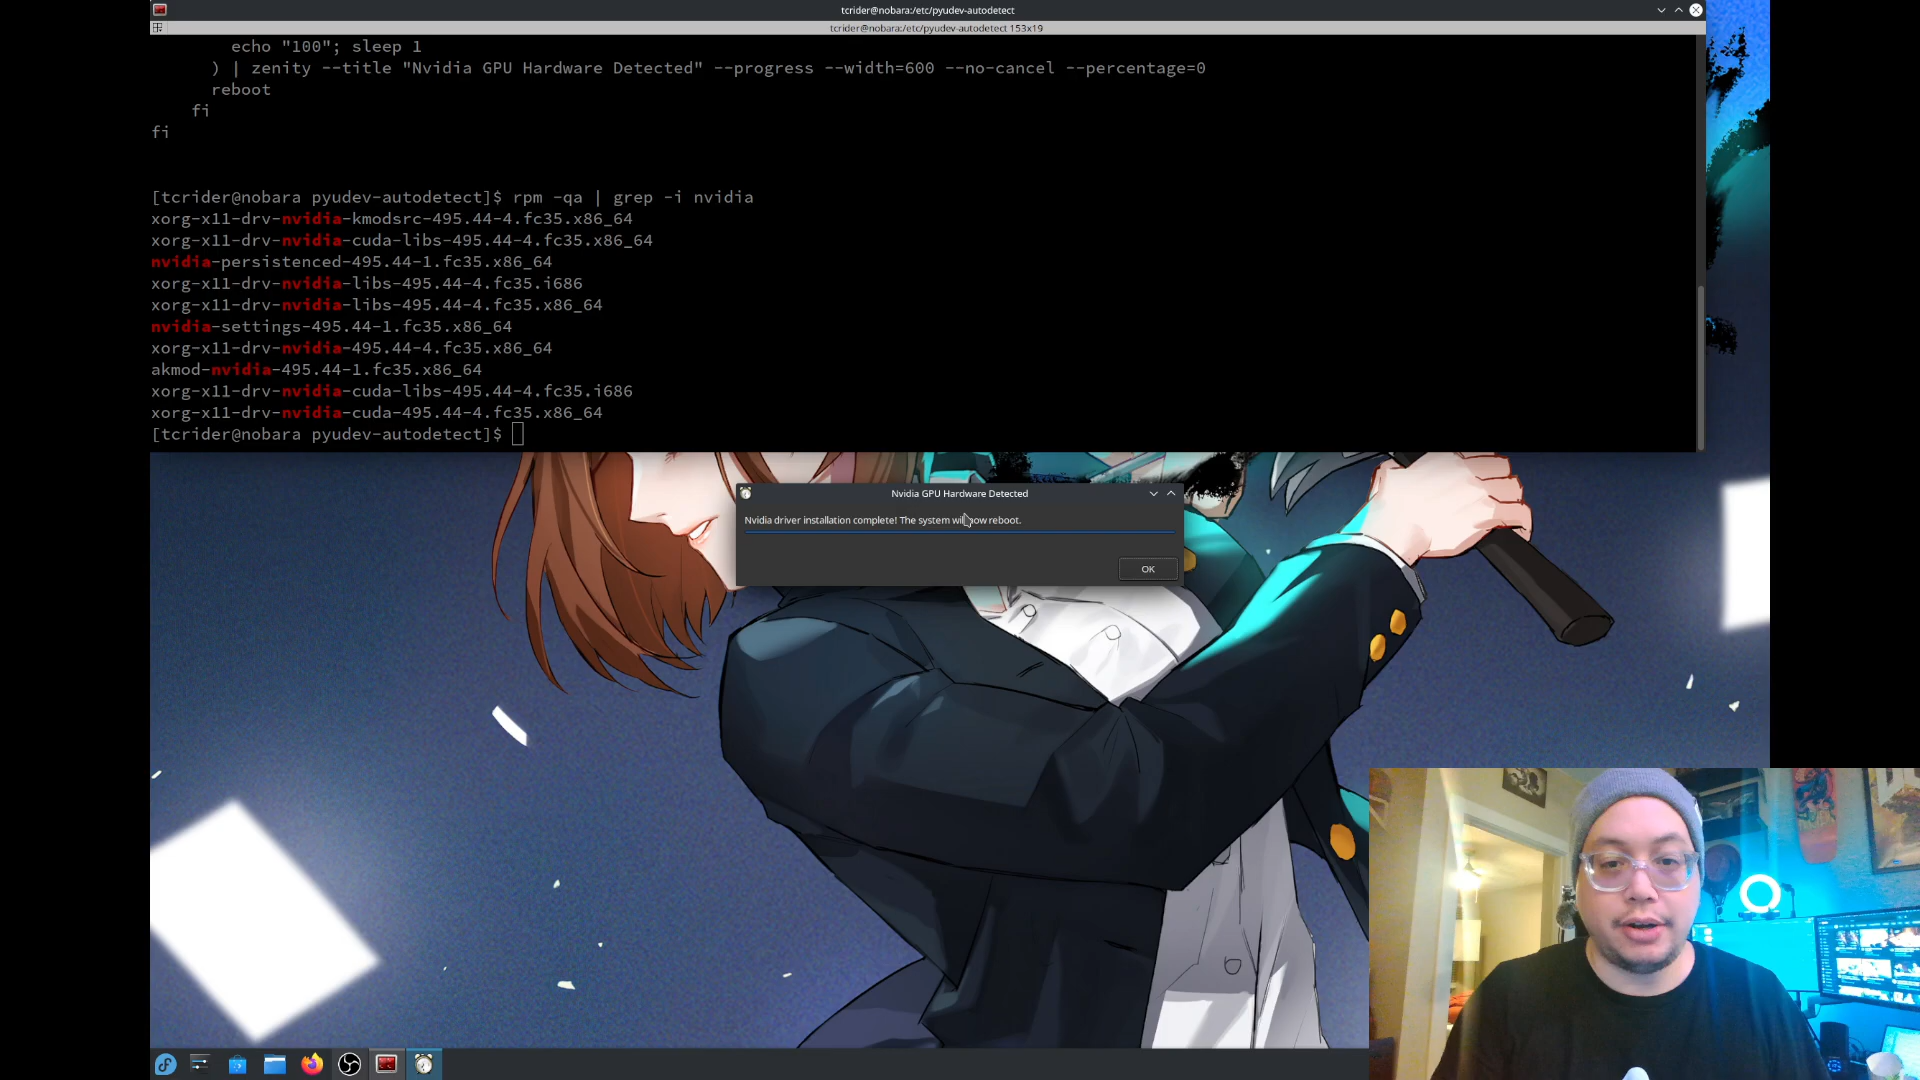 tcrider@nobara:/etc/pyudev-autodetect
tcrider@nobara:/etc/pyudev-autodetect 153x19
echo "100"; sleep 1
) | zenity --title "Nvidia GPU Hardware Detected" --progress --width=600 --no-cancel --percentage=0
reboot
fi
fi
[tcrider@nobara pyudev-autodetect]$ rpm -qa | grep -i nvidia
xorg-x11-drv-nvidia-kmodsrc-495.44-4.fc35.x86_64
xorg-x11-drv-nvidia-cuda-libs-495.44-4.fc35.x86_64
nvidia-persistenced-495.44-1.fc35.x86_64
xorg-x11-drv-nvidia-libs-495.44-4.fc35.i686
xorg-x11-drv-nvidia-libs-495.44-4.fc35.x86_64
nvidia-settings-495.44-1.fc35.x86_64
xorg-x11-drv-nvidia-495.44-4.fc35.x86_64
akmod-nvidia-495.44-1.fc35.x86_64
xorg-x11-drv-nvidia-cuda-libs-495.44-4.fc35.i686
xorg-x11-drv-nvidia-cuda-495.44-4.fc35.x86_64
[tcrider@nobara pyudev-autodetect]$
Nvidia GPU Hardware Detected
Nvidia driver installation complete! The system will now reboot.
OK